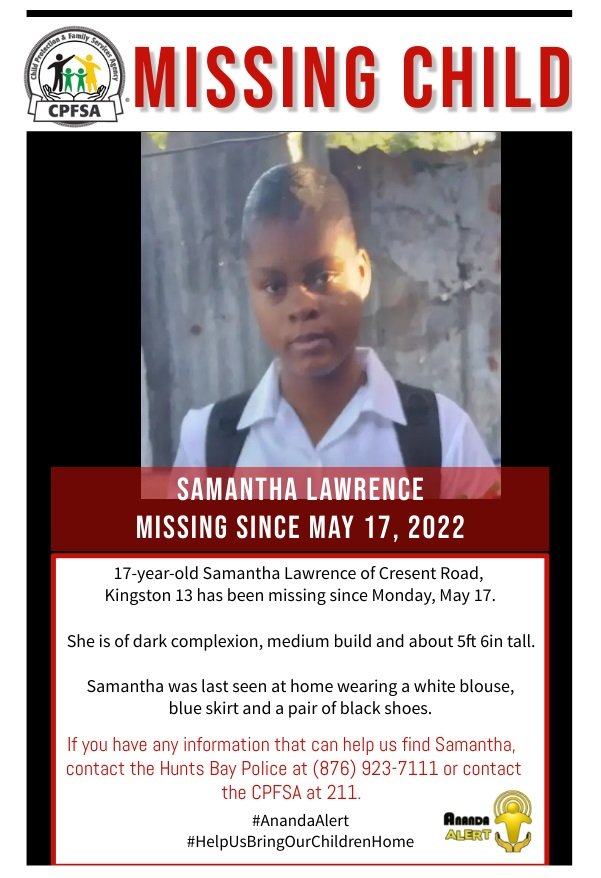 Child Protection & Family Services Agency
CPFSA
MISSING CHILD
SAMANTHA LAWRENCE
MISSING SINCE MAY 17, 2022
17-year-old Samantha Lawrence of Cresent Road,
Kingston 13 has been missing since Monday, May 17.
She is of dark complexion, medium build and about 5ft 6in tall.
Samantha was last seen at home wearing a white blouse,
blue skirt and a pair of black shoes.
If you have any information that can help us find Samantha,
contact the Hunts Bay Police at (876) 923-7111 or contact
the CPFSA at 211.
#AnandaAlert
#HelpUsBringOurChildrenHome
ANANDA
ALERT